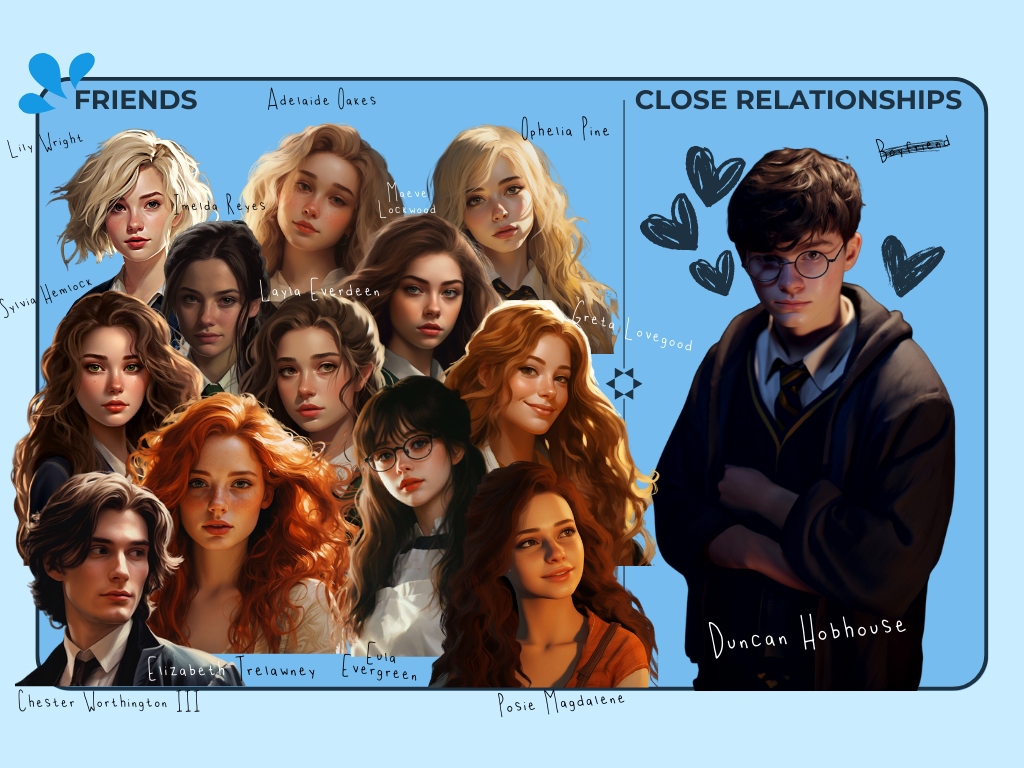 FRIENDS
CLOSE RELATIONSHIPS
Adelaide Oakes
Ophelia Pine
Boyfriend
Lily Wright
Imelda Reyes
Maeve
Lockwood
Sylvia Hemlock
Layla Everdeen
Greta Lovegood
Duncan Hobhouse
Elizabeth Trelawney
Eula
Evergreen
Chester Worthington III
Posie Magdalene